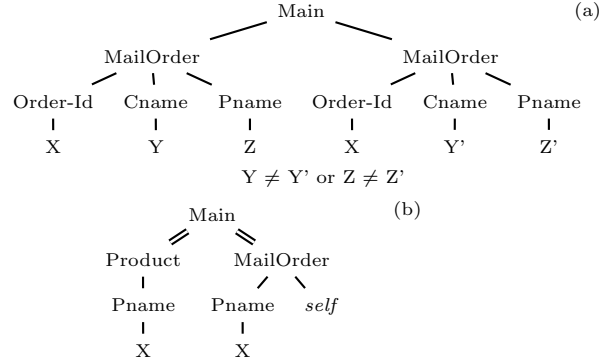 Main (a)
MailOrder MailOrder
Order-Id Cname Pname Order-Id Cname Pname
X Y Z X Y' Z'
Y ≠ Y' or Z ≠ Z'
(b)
Main
Product MailOrder
Pname Pname self
X X